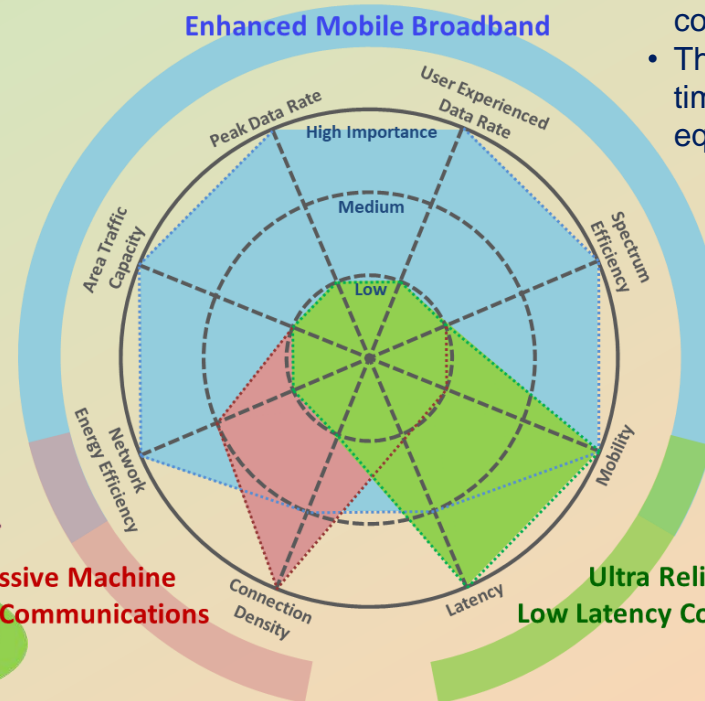 Enhanced Mobile Broadband
co
• Th
tim
eq
Peak Data Rate
User Experienced
Data Rate
High Importance
Medium
Low
Area Traffic
Capacity
Spectrum
Efficiency
Network
Energy Efficiency
Mobility
Connection
Density
Latency
ssive Machine
Communications
Ultra Reli
Low Latency Co